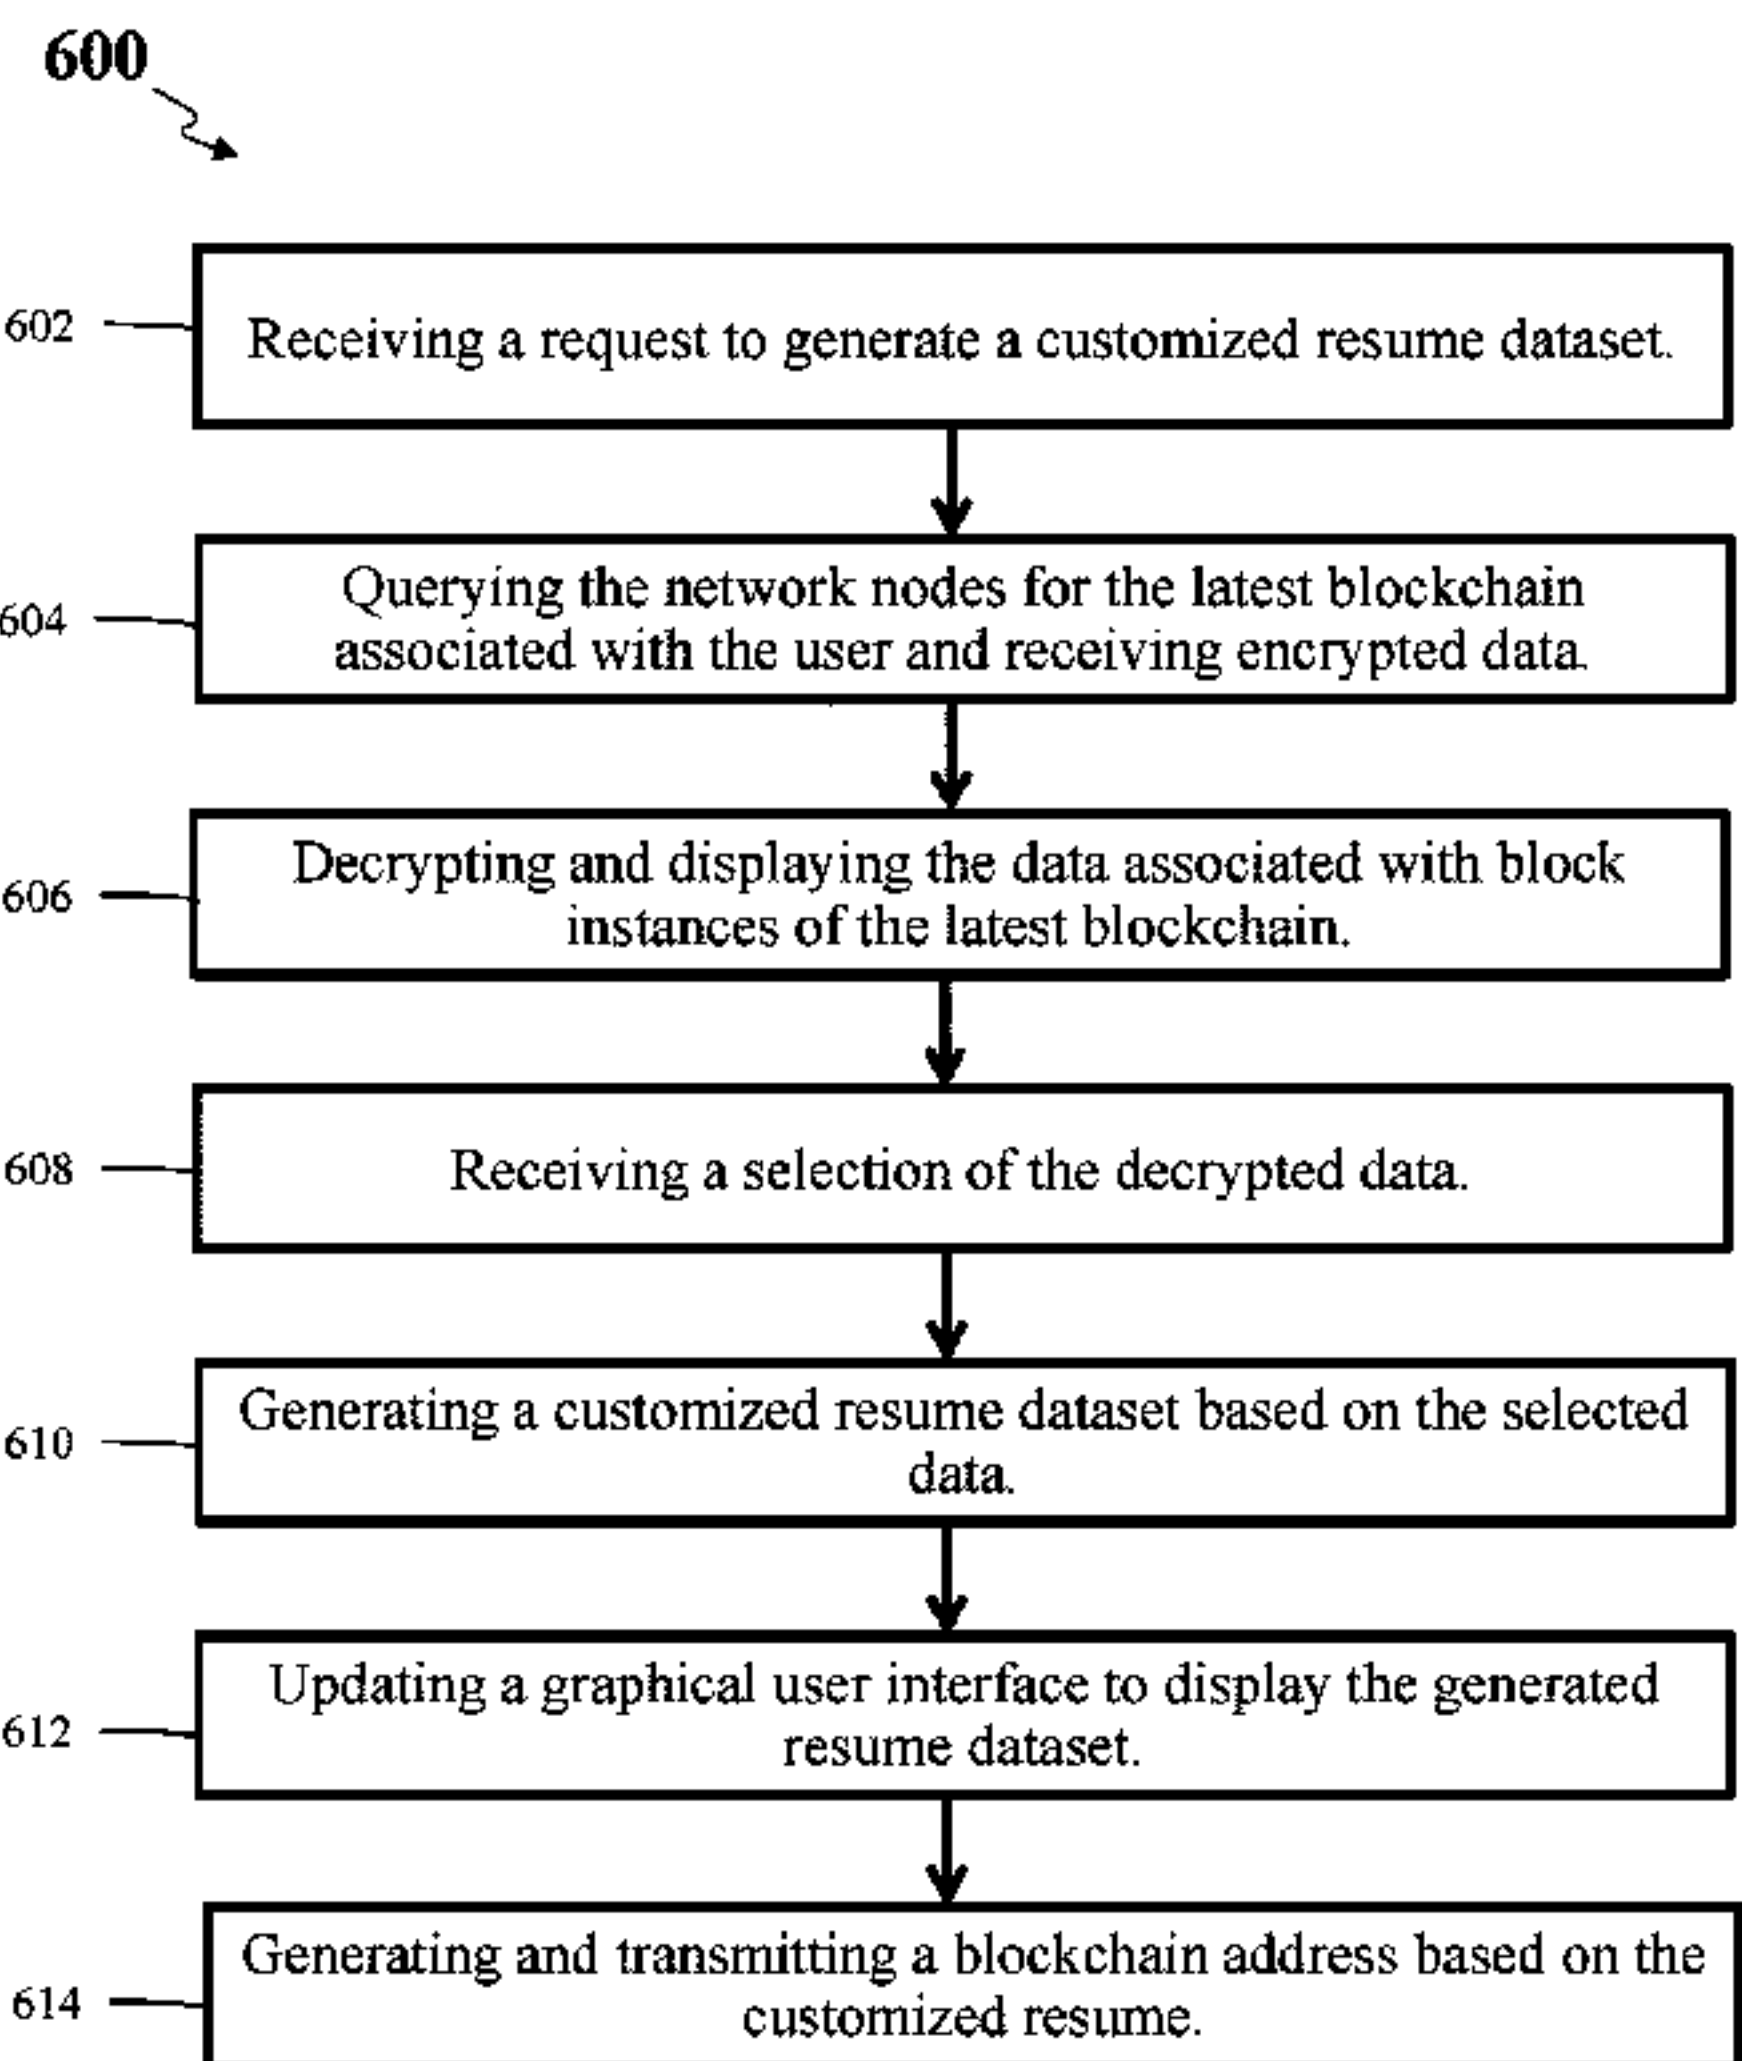 600
602
Receiving a request to generate a customized resume dataset.
604
Querying the network nodes for the latest blockchain
associated with the user and receiving encrypted data.
606
Decrypting and displaying the data associated with block
instances of the latest blockchain.
608
Receiving a selection of the decrypted data.
610
Generating a customized resume dataset based on the selected
data.
612
Updating a graphical user interface to display the generated
resume dataset.
614
Generating and transmitting a blockchain address based on the
customized resume.